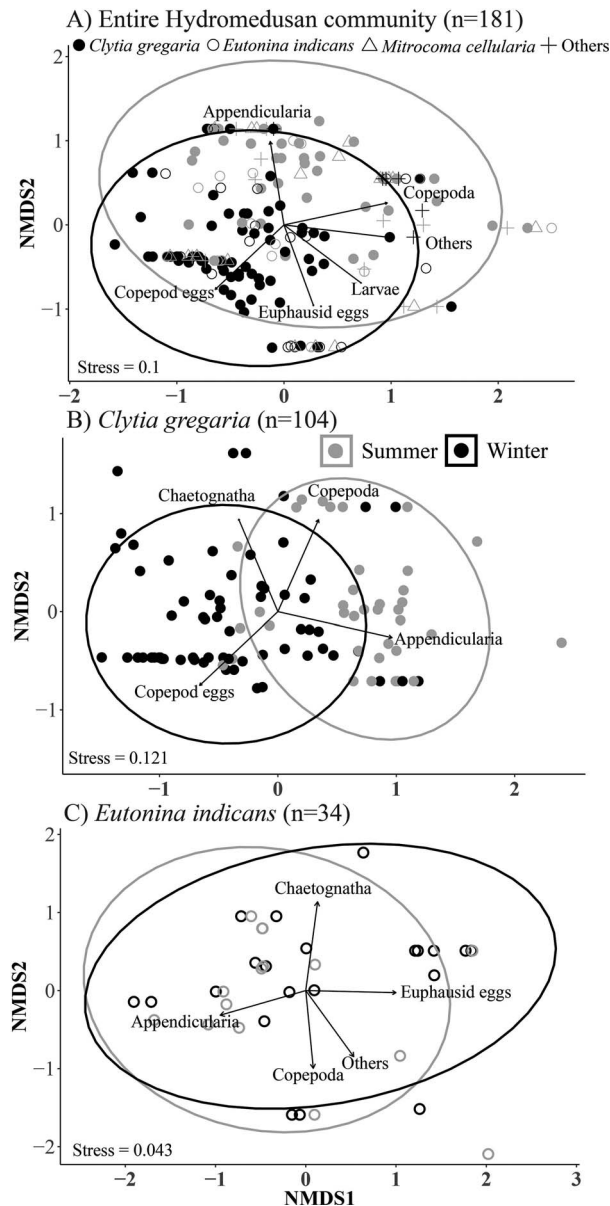 A) Entire Hydromedusan community (n=181)
● Clytia gregaria ○ Eutonina indicans △ Mitrocoma cellularia + Others
NMDS2
2
1
0
−1
Appendicularia
Copepoda
Others
Larvae
Copepod eggs
Euphausid eggs
Stress = 0.1
−2
−1
0
1
2
B) Clytia gregaria (n=104)
Summer
Winter
NMDS2
1
0
−1
Chaetognatha
Copepoda
Appendicularia
Copepod eggs
Stress = 0.121
−1
0
1
2
C) Eutonina indicans (n=34)
NMDS2
2
1
0
−1
−2
Chaetognatha
Euphausid eggs
Appendicularia
Others
Copepoda
Stress = 0.043
−2
−1
0
1
2
3
NMDS1